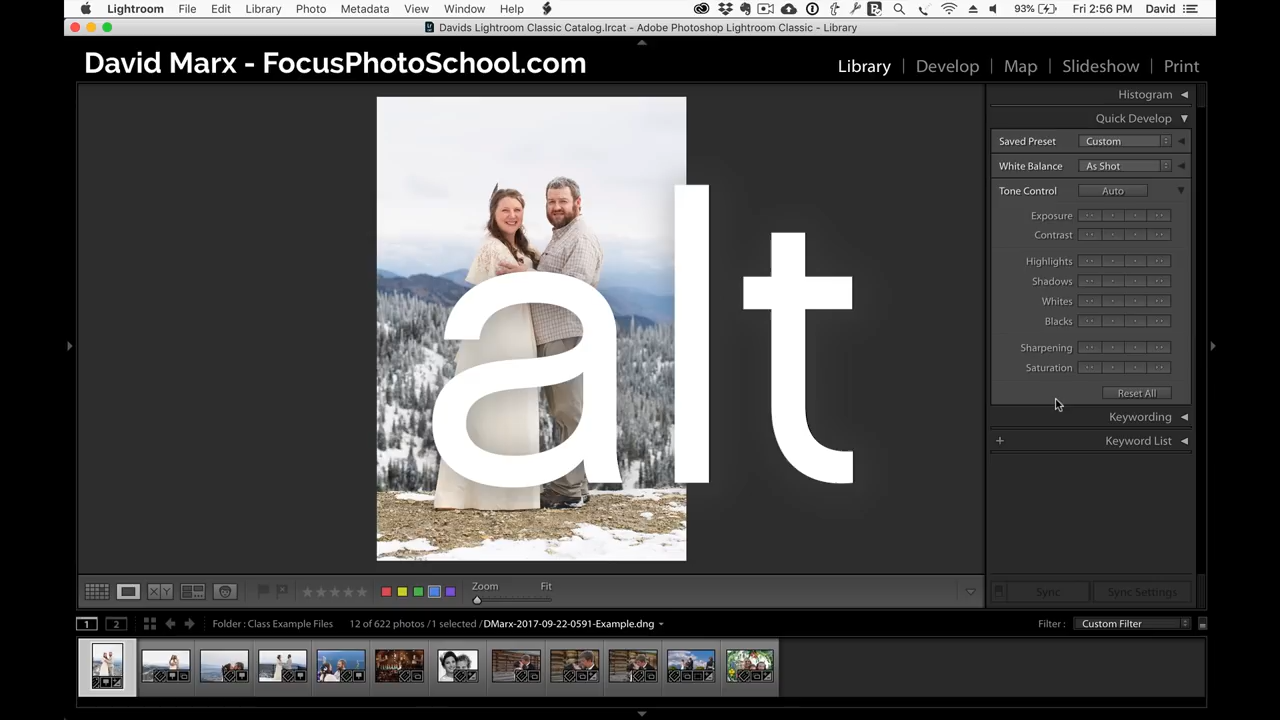 Lightroom File Edit Library Photo Metadata View Window Help 93% Fri 2:56 PM David
Davids Lightroom Classic Catalog.lrcat - Adobe Photoshop Lightroom Classic - Library
David Marx - FocusPhotoSchool.com
Library | Develop | Map | Slideshow | Print
Histogram
Quick Develop
Saved Preset Custom
White Balance As Shot
Tone Control Auto
Exposure
Contrast
Highlights
Shadows
Whites
Blacks
Sharpening
Saturation
Reset All
Keywording
+ Keyword List
alt
X Y
Zoom Fit
Sync Sync Settings
1 2 Folder : Class Example Files 12 of 622 photos /1 selected /DMarx-2017-09-22-0591-Example.dng Filter : Custom Filter